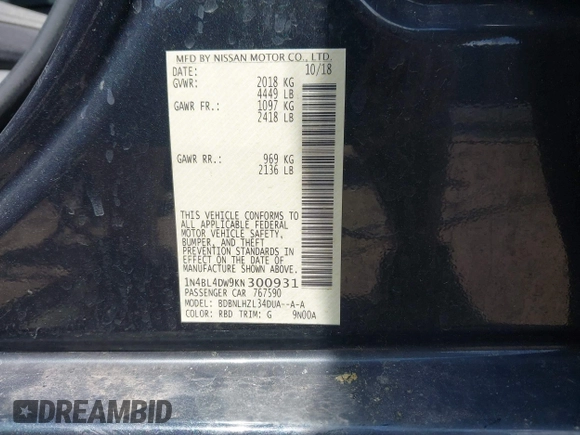 MFD BY NISSAN MOTOR CO., LTD.
DATE: 10/18
GVWR: 2018 KG
4449 LB
GAWR FR.: 1097 KG
2418 LB
GAWR RR.: 969 KG
2136 LB
THIS VEHICLE CONFORMS TO
ALL APPLICABLE FEDERAL
MOTOR VEHICLE SAFETY,
BUMPER, AND THEFT
PREVENTION STANDARDS IN
EFFECT ON THE DATE OF
MANUFACTURE SHOWN ABOVE.
1N4BL4DW9KN300931
PASSENGER CAR 767590
MODEL: BDBNLHZL34DUA--A-A
COLOR: RBD TRIM: G 9N00A
DREAMBID